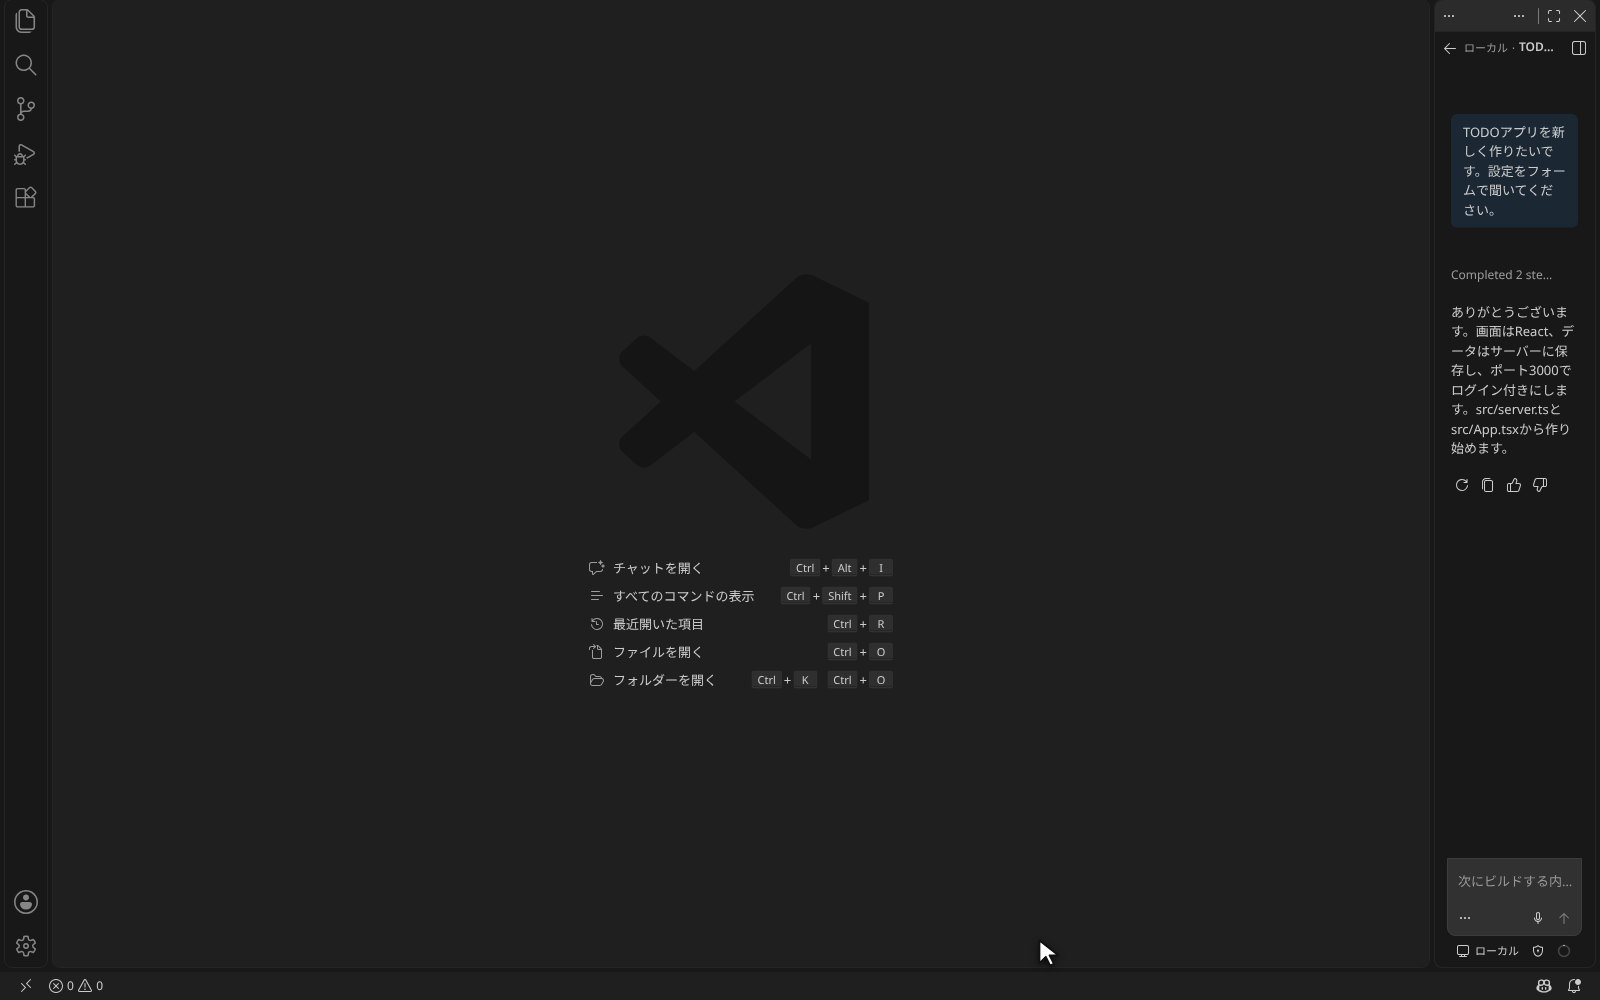 ローカル · TOD...
TODOアプリを新
しく作りたいで
す。設定をフォー
ムで聞いてくだ
さい。
Completed 2 ste...
ありがとうございま
す。画面はReact、デ
ータはサーバーに保
存し、ポート3000で
ログイン付きにしま
す。src/server.tsと
src/App.tsxから作り
始めます。
チャットを開く Ctrl + Alt + I
すべてのコマンドの表示 Ctrl + Shift + P
最近開いた項目 Ctrl + R
ファイルを開く Ctrl + O
フォルダーを開く Ctrl + K Ctrl + O
次にビルドする内...
ローカル
0 0